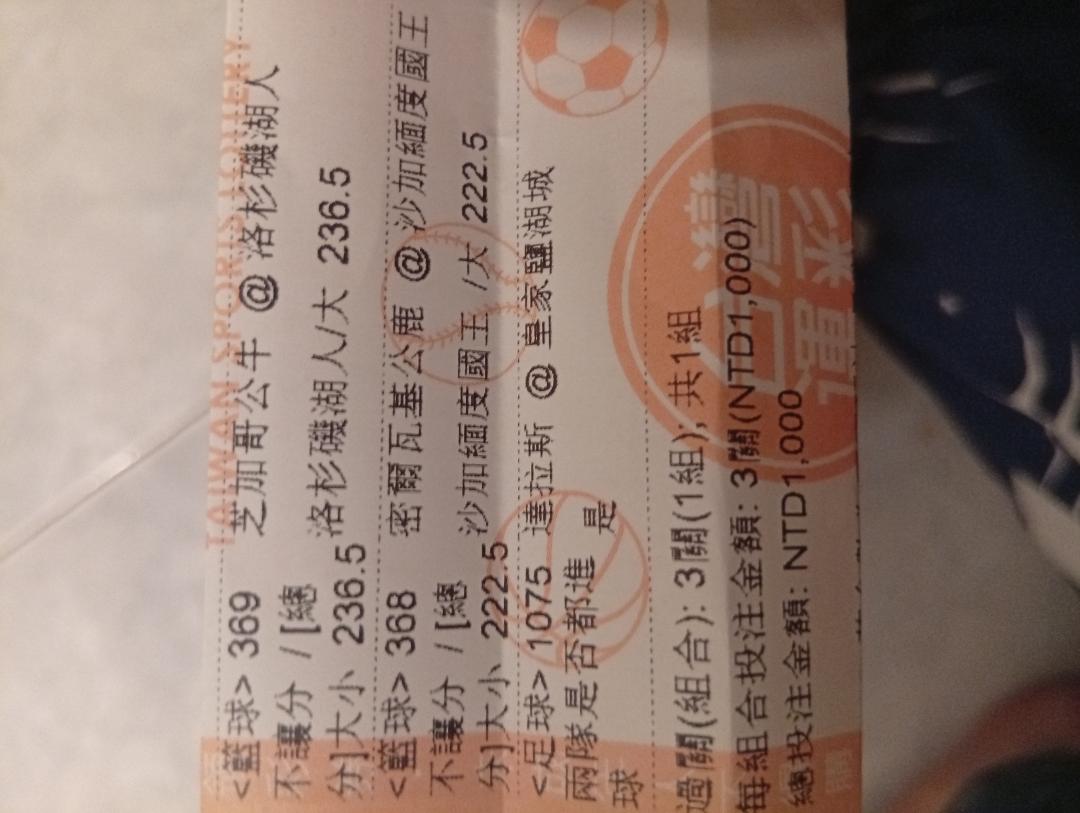 TAIWAN SPORTS LOTTERY
<籃球> 369 芝加哥公牛 @ 洛杉磯湖人
不讓分 / [總 洛杉磯湖人/大 236.5
分]大小 236.5
<籃球> 368 密爾瓦基公鹿 @ 沙加緬度國王
不讓分 / [總 沙加緬度國王 /大 222.5
分]大小 222.5
<足球> 1075 達拉斯 @ 皇家鹽湖城
兩隊是否都進 是
球
過關(組合): 3關(1組); 共1組
每組合投注金額: 3關(NTD1,000)
總投注金額: NTD1,000
台灣
運彩